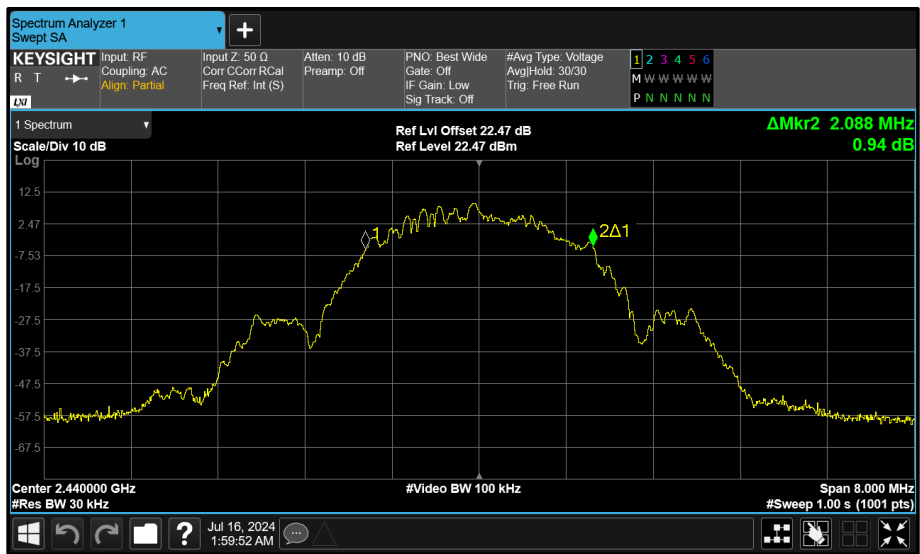 Spectrum Analyzer 1
Swept SA
+
KEYSIGHT
R T
LXI
Input: RF
Coupling: AC
Align: Partial
Input Z: 50 Ω
Corr CCorr RCal
Freq Ref: Int (S)
Atten: 10 dB
Preamp: Off
PNO: Best Wide
Gate: Off
IF Gain: Low
Sig Track: Off
#Avg Type: Voltage
Avg|Hold: 30/30
Trig: Free Run
1 2 3 4 5 6
M W W W W W
P N N N N N
1 Spectrum
Scale/Div 10 dB
Log
Ref Lvl Offset 22.47 dB
Ref Level 22.47 dBm
ΔMkr2 2.088 MHz
0.94 dB
12.5
2.47
-7.53
-17.5
-27.5
-37.5
-47.5
-57.5
-67.5
1
2Δ1
Center 2.440000 GHz
#Res BW 30 kHz
#Video BW 100 kHz
Span 8.000 MHz
#Sweep 1.00 s (1001 pts)
?
Jul 16, 2024
1:59:52 AM